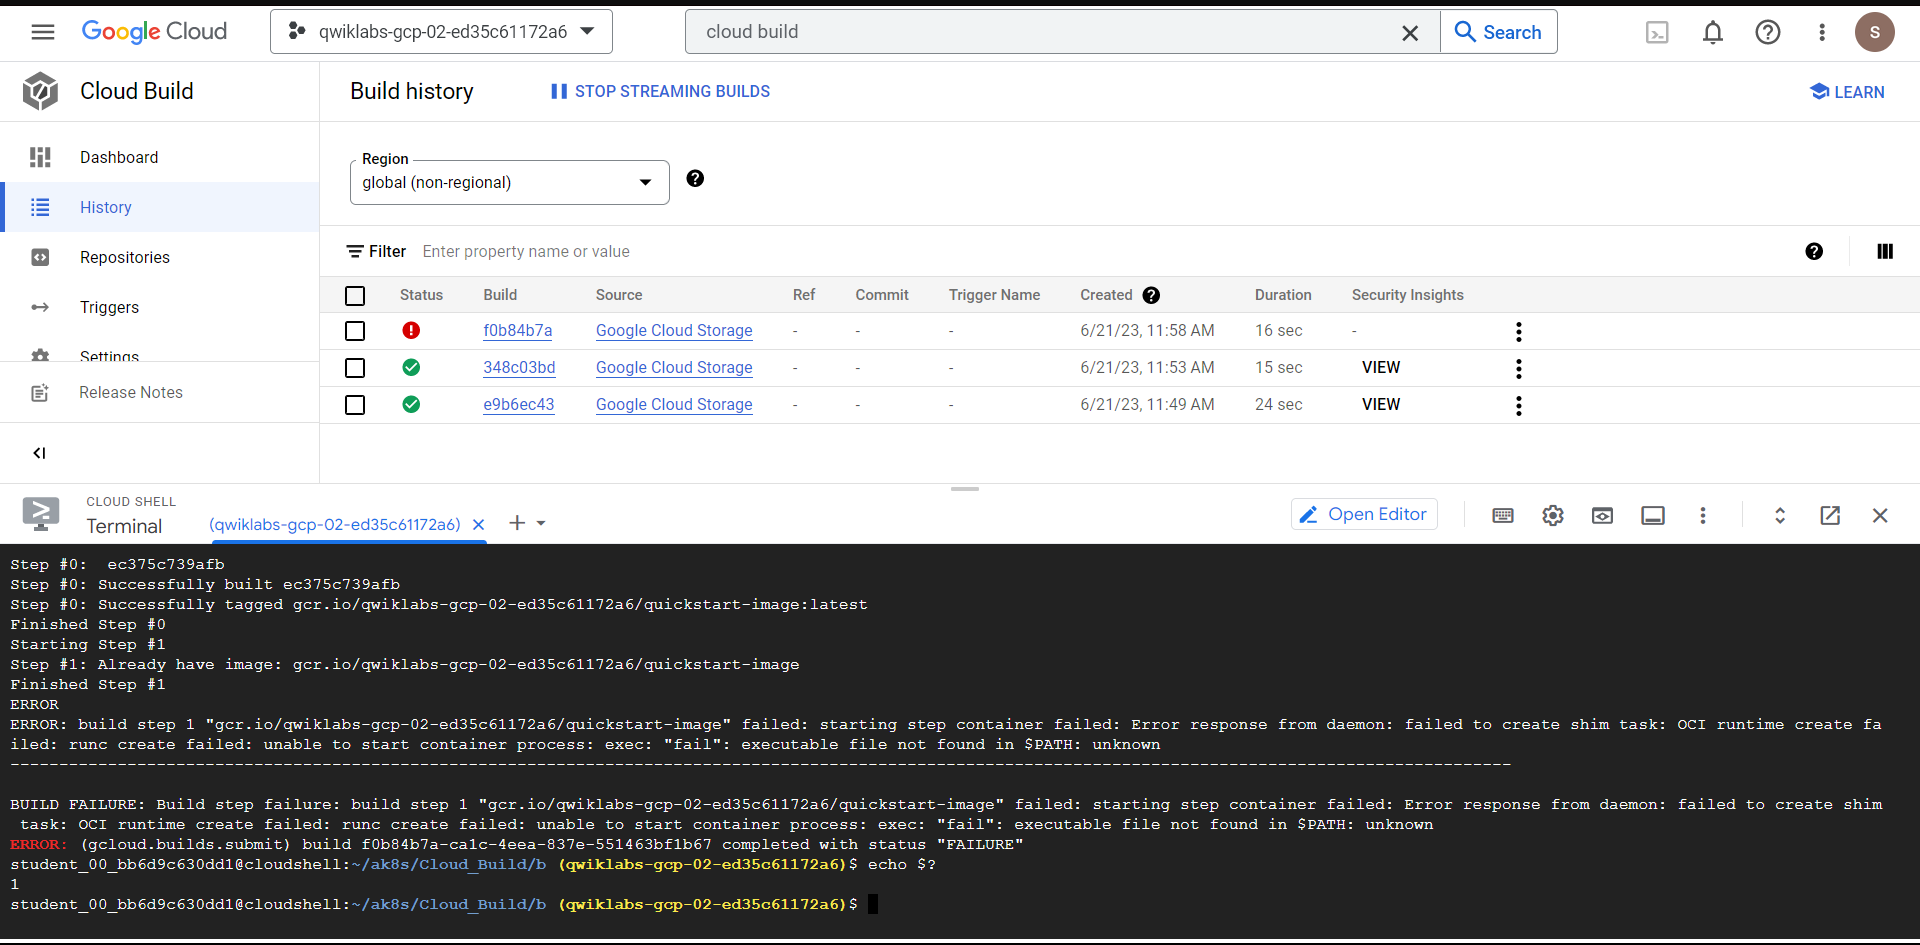 Google Cloud
qwiklabs-gcp-02-ed35c61172a6
cloud build
Search
S
Cloud Build
Build history
STOP STREAMING BUILDS
LEARN
Dashboard
History
Repositories
Triggers
Settings
Release Notes
Region
global (non-regional)
Filter Enter property name or value
Status Build Source Ref Commit Trigger Name Created Duration Security Insights
f0b84b7a Google Cloud Storage - - - 6/21/23, 11:58 AM 16 sec -
348c03bd Google Cloud Storage - - - 6/21/23, 11:53 AM 15 sec VIEW
e9b6ec43 Google Cloud Storage - - - 6/21/23, 11:49 AM 24 sec VIEW
CLOUD SHELL
Terminal
(qwiklabs-gcp-02-ed35c61172a6)
Open Editor
Step #0:  ec375c739afb
Step #0: Successfully built ec375c739afb
Step #0: Successfully tagged gcr.io/qwiklabs-gcp-02-ed35c61172a6/quickstart-image:latest
Finished Step #0
Starting Step #1
Step #1: Already have image: gcr.io/qwiklabs-gcp-02-ed35c61172a6/quickstart-image
Finished Step #1
ERROR
ERROR: build step 1 "gcr.io/qwiklabs-gcp-02-ed35c61172a6/quickstart-image" failed: starting step container failed: Error response from daemon: failed to create shim task: OCI runtime create fa
iled: runc create failed: unable to start container process: exec: "fail": executable file not found in $PATH: unknown
----------------------------------------------------------------------------------------------------------------------------------------------------------
BUILD FAILURE: Build step failure: build step 1 "gcr.io/qwiklabs-gcp-02-ed35c61172a6/quickstart-image" failed: starting step container failed: Error response from daemon: failed to create shim
 task: OCI runtime create failed: runc create failed: unable to start container process: exec: "fail": executable file not found in $PATH: unknown
ERROR: (gcloud.builds.submit) build f0b84b7a-ca1c-4eea-837e-551463bf1b67 completed with status "FAILURE"
student_00_bb6d9c630dd1@cloudshell:~/ak8s/Cloud_Build/b (qwiklabs-gcp-02-ed35c61172a6)$ echo $?
1
student_00_bb6d9c630dd1@cloudshell:~/ak8s/Cloud_Build/b (qwiklabs-gcp-02-ed35c61172a6)$